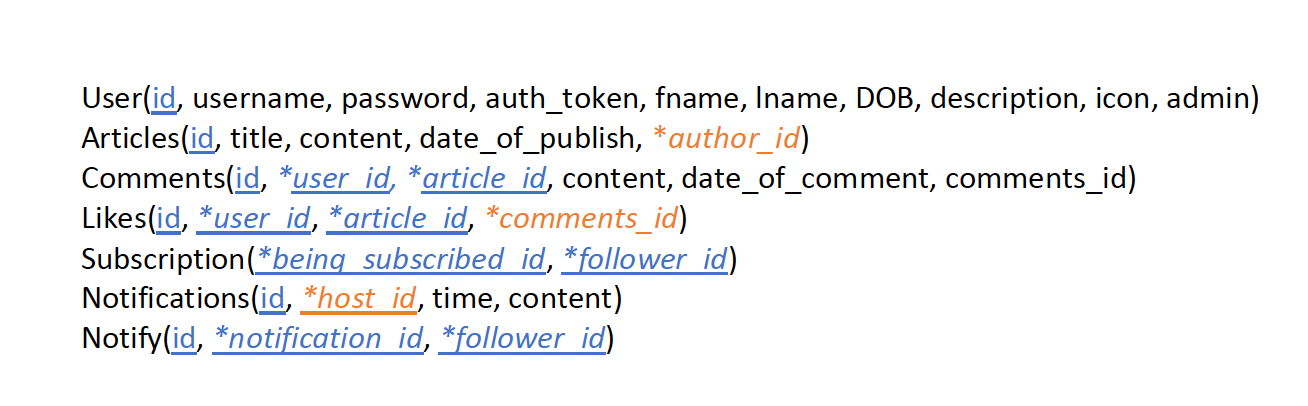 User(id, username, password, auth_token, fname, lname, DOB, description, icon, admin)
Articles(id, title, content, date_of_publish, *author_id)
Comments(id, *user_id, *article_id, content, date_of_comment, comments_id)
Likes(id, *user_id, *article_id, *comments_id)
Subscription(*being_subscribed_id, *follower_id)
Notifications(id, *host_id, time, content)
Notify(id, *notification_id, *follower_id)